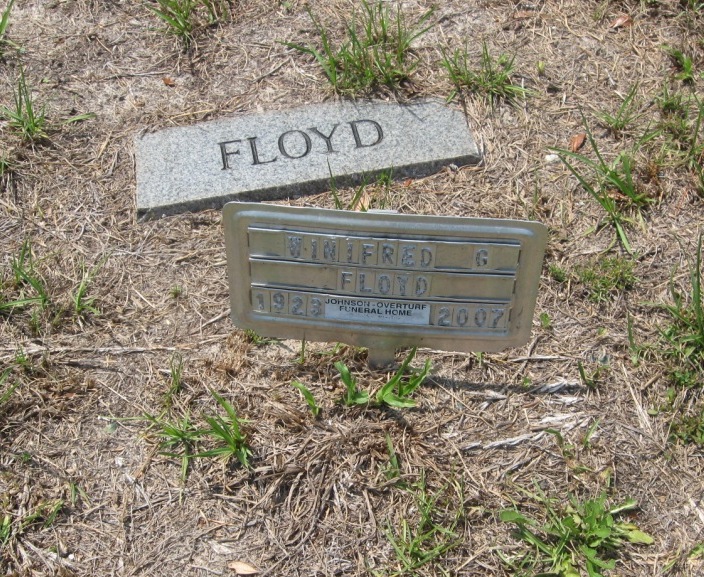 FLOYD
WINIFRED G
FLOYD
1923 JOHNSON-OVERTURF FUNERAL HOME 2007